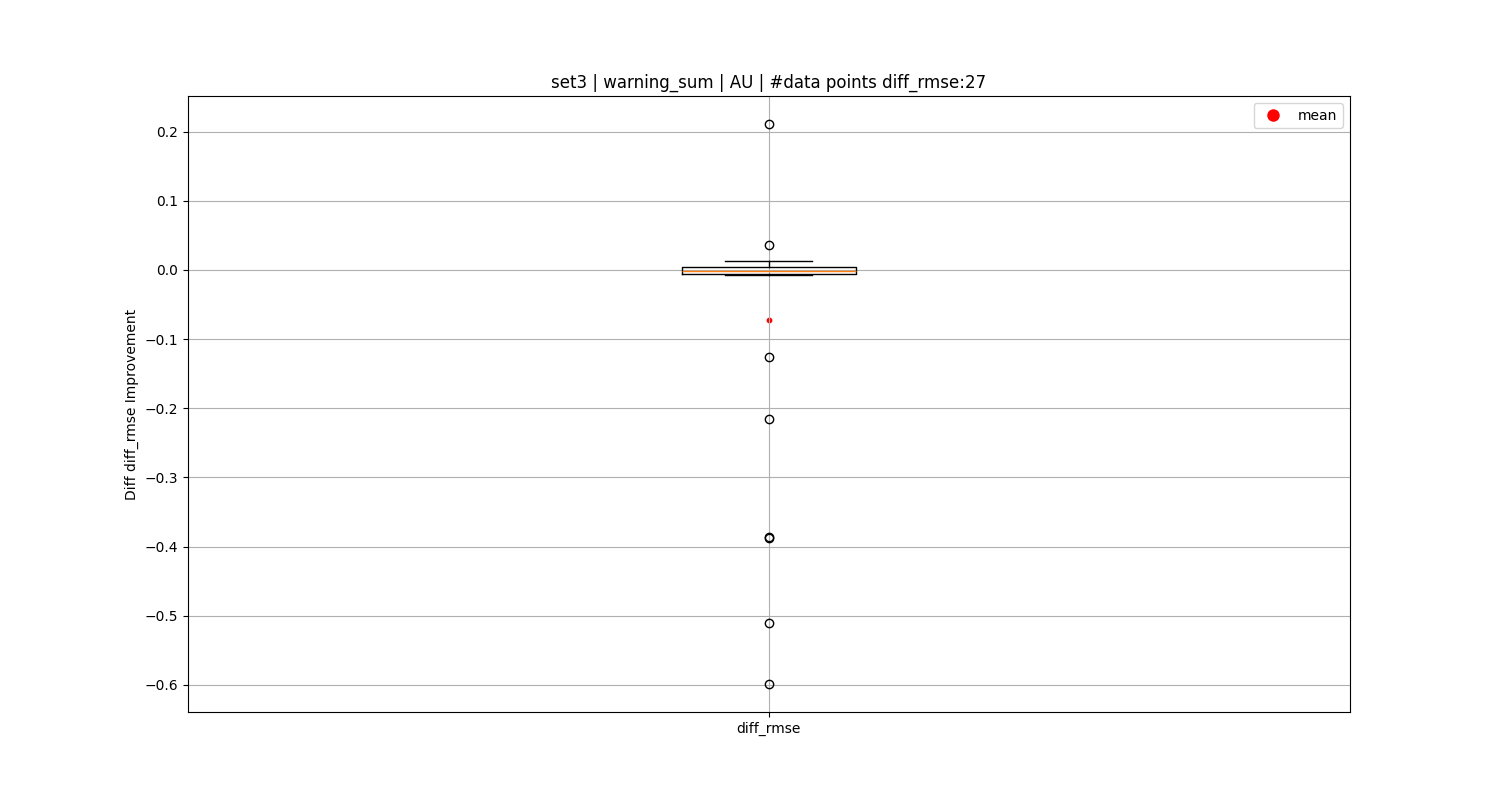 set3 | warning_sum | AU | #data points diff_rmse:27
mean
0.2
0.1
0.0
−0.1
−0.2
−0.3
−0.4
−0.5
−0.6
Diff diff_rmse Improvement
diff_rmse